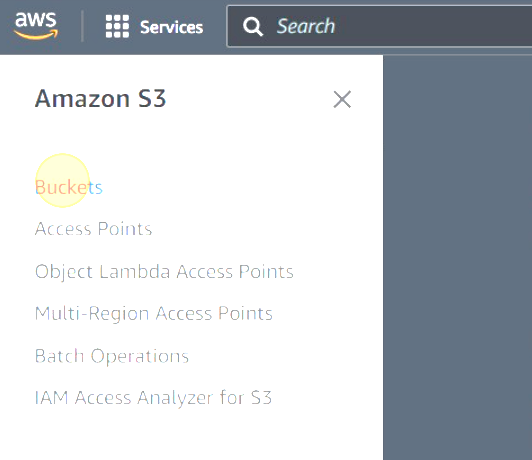 aws Services Search
Amazon S3
Buckets
Access Points
Object Lambda Access Points
Multi-Region Access Points
Batch Operations
IAM Access Analyzer for S3